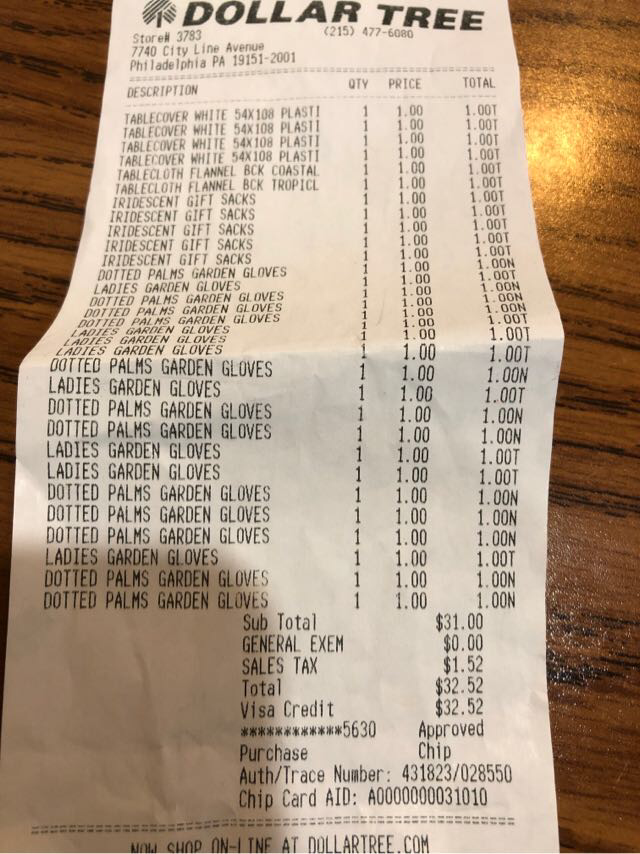 DOLLAR TREE
Store# 3783 (215) 477-6080
7740 City Line Avenue
Philadelphia PA 19151-2001
DESCRIPTION QTY PRICE TOTAL
TABLECOVER WHITE 54X108 PLASTI 1 1.00 1.00T
TABLECOVER WHITE 54X108 PLASTI 1 1.00 1.00T
TABLECOVER WHITE 54X108 PLASTI 1 1.00 1.00T
TABLECOVER WHITE 54X108 PLASTI 1 1.00 1.00T
TABLECLOTH FLANNEL BCK COASTAL 1 1.00 1.00T
TABLECLOTH FLANNEL BCK TROPICL 1 1.00 1.00T
IRIDESCENT GIFT SACKS 1 1.00 1.00T
IRIDESCENT GIFT SACKS 1 1.00 1.00T
IRIDESCENT GIFT SACKS 1 1.00 1.00T
IRIDESCENT GIFT SACKS 1 1.00 1.00T
IRIDESCENT GIFT SACKS 1 1.00 1.00T
DOTTED PALMS GARDEN GLOVES 1 1.00 1.00N
LADIES GARDEN GLOVES 1 1.00 1.00T
DOTTED PALMS GARDEN GLOVES 1 1.00 1.00N
DOTTED PALMS GARDEN GLOVES 1 1.00 1.00N
DOTTED PALMS GARDEN GLOVES 1 1.00 1.00N
LADIES GARDEN GLOVES 1 1.00 1.00T
LADIES GARDEN GLOVES 1 1.00 1.00T
LADIES GARDEN GLOVES 1 1.00 1.00T
DOTTED PALMS GARDEN GLOVES 1 1.00 1.00N
LADIES GARDEN GLOVES 1 1.00 1.00T
DOTTED PALMS GARDEN GLOVES 1 1.00 1.00N
DOTTED PALMS GARDEN GLOVES 1 1.00 1.00N
LADIES GARDEN GLOVES 1 1.00 1.00T
LADIES GARDEN GLOVES 1 1.00 1.00T
DOTTED PALMS GARDEN GLOVES 1 1.00 1.00N
DOTTED PALMS GARDEN GLOVES 1 1.00 1.00N
DOTTED PALMS GARDEN GLOVES 1 1.00 1.00N
LADIES GARDEN GLOVES 1 1.00 1.00T
DOTTED PALMS GARDEN GLOVES 1 1.00 1.00N
DOTTED PALMS GARDEN GLOVES 1 1.00 1.00N
Sub Total $31.00
GENERAL EXEM $0.00
SALES TAX $1.52
Total $32.52
Visa Credit $32.52
************5630 Approved
Purchase Chip
Auth/Trace Number: 431823/028550
Chip Card AID: A0000000031010
NOW SHOP ON-LINE AT DOLLARTREE.COM